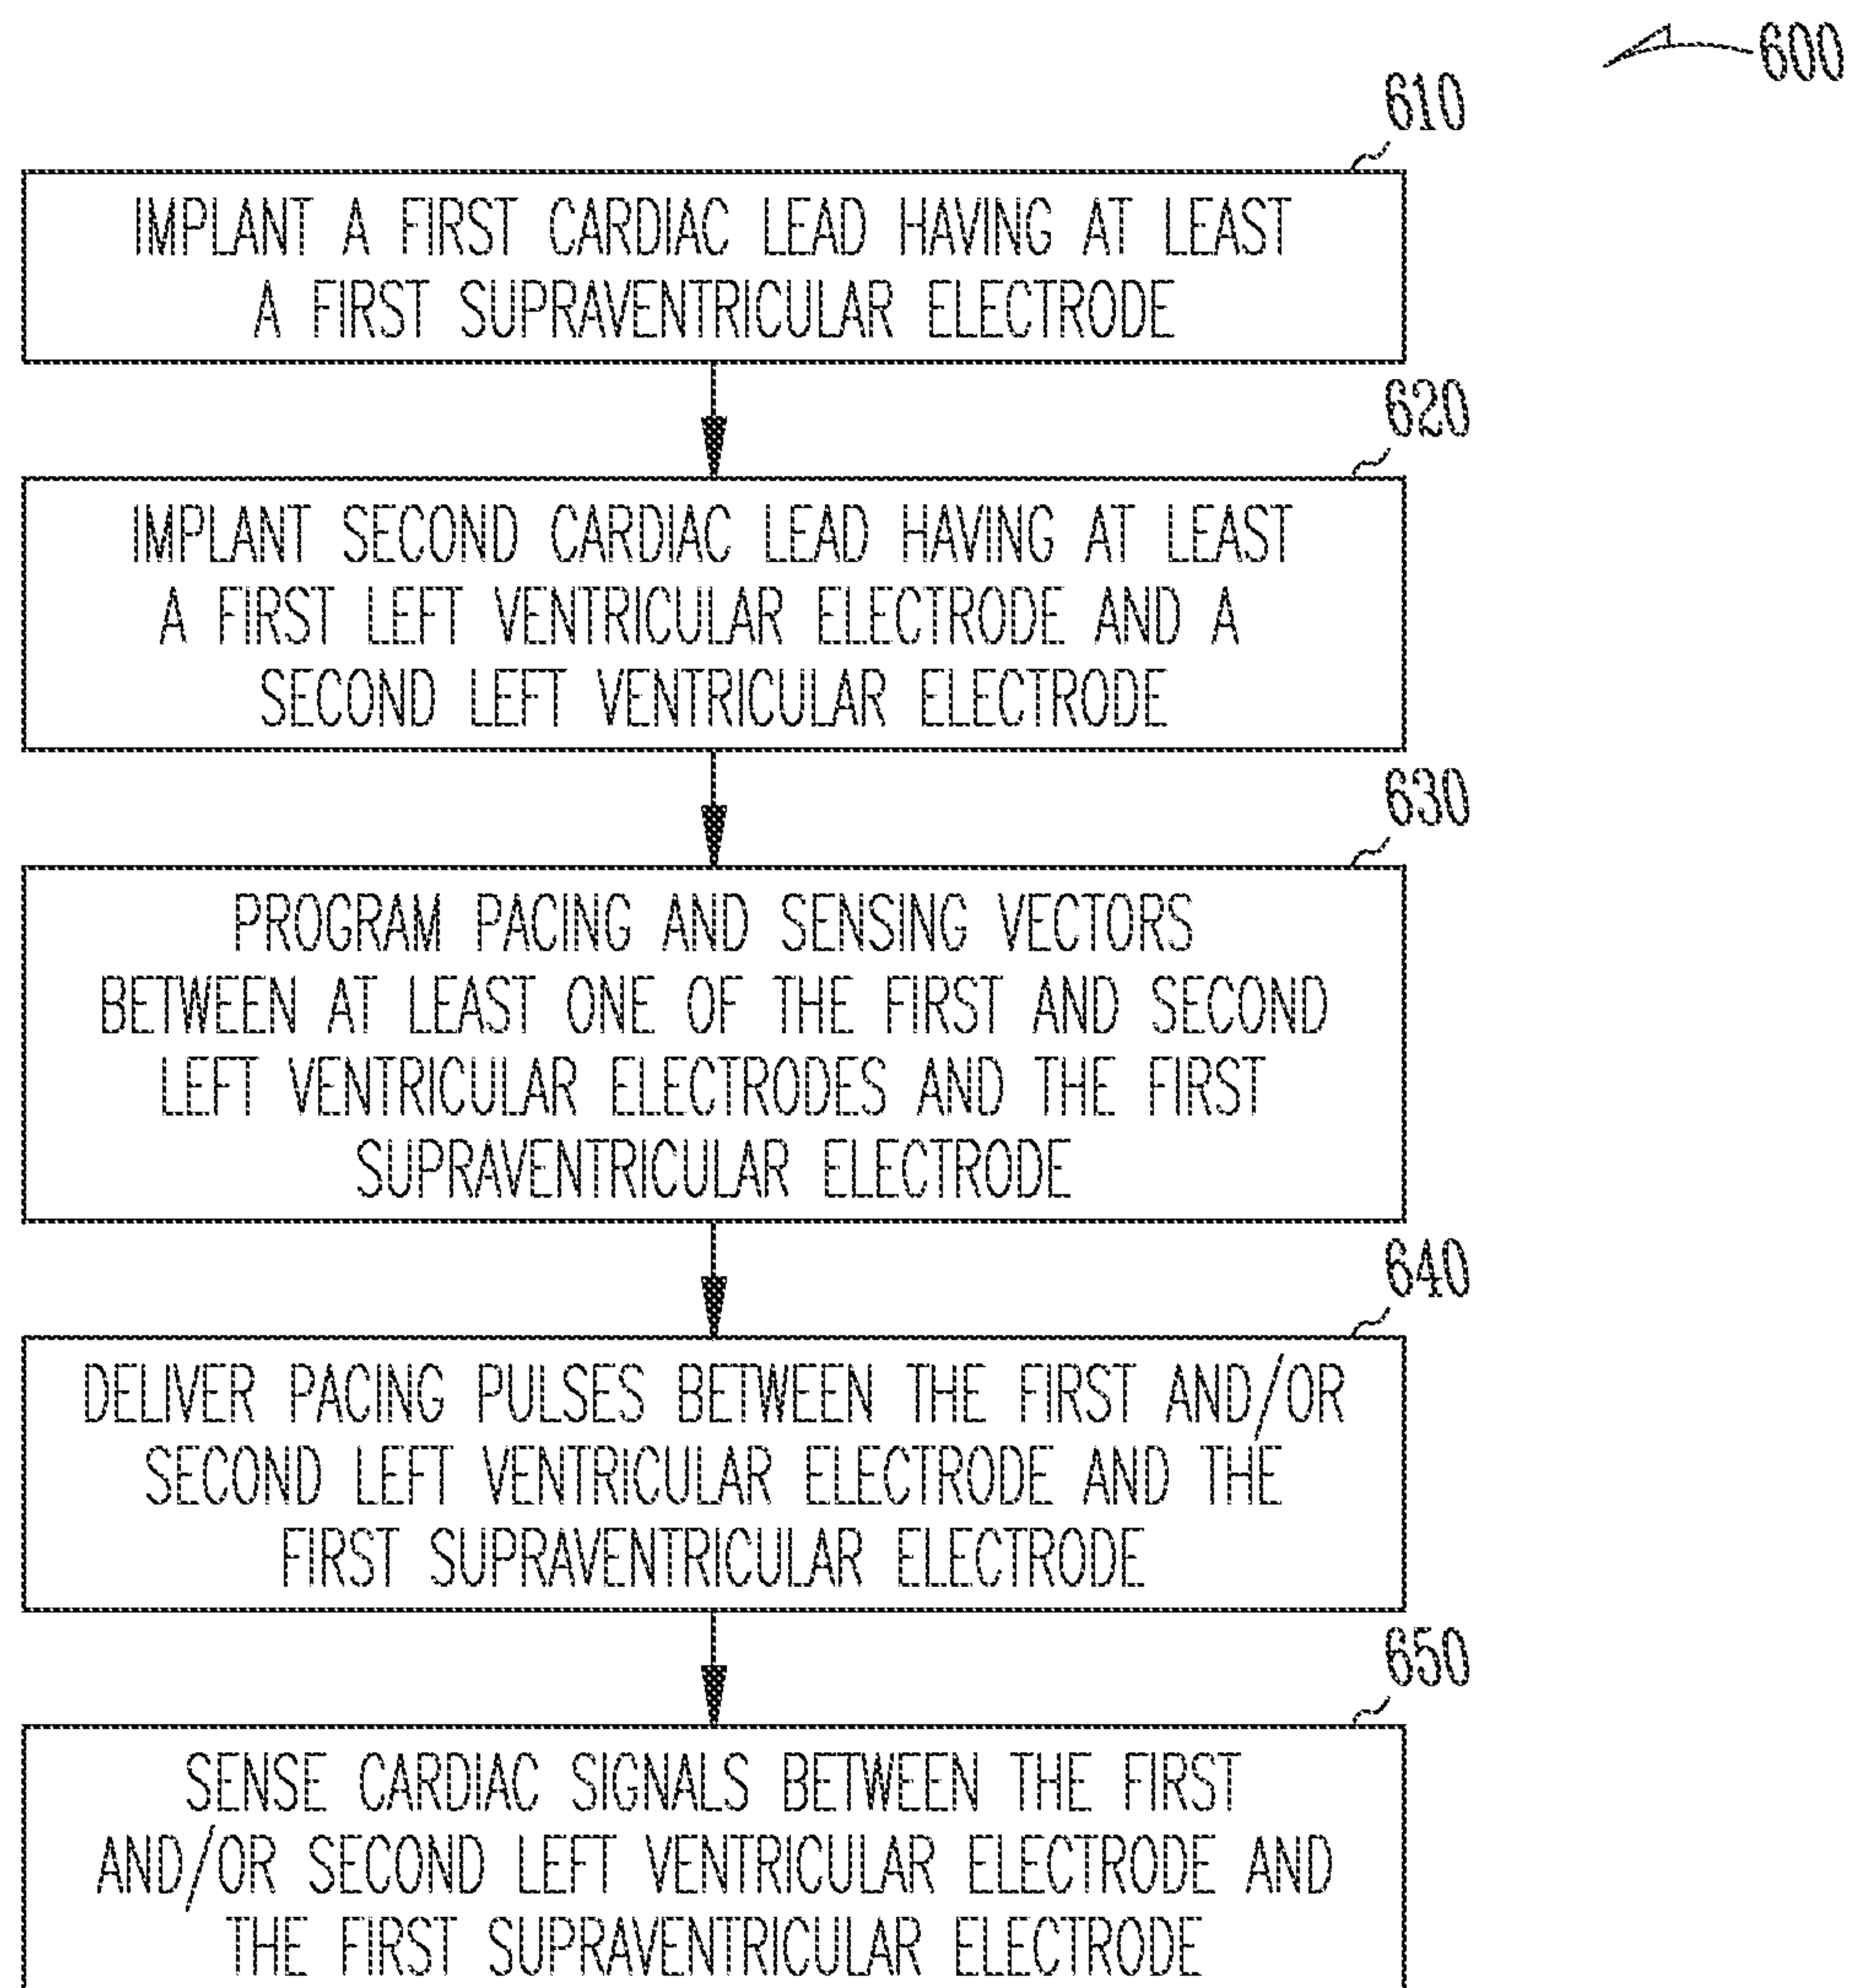 600
610
IMPLANT A FIRST CARDIAC LEAD HAVING AT LEAST
A FIRST SUPRAVENTRICULAR ELECTRODE
620
IMPLANT SECOND CARDIAC LEAD HAVING AT LEAST
A FIRST LEFT VENTRICULAR ELECTRODE AND A
SECOND LEFT VENTRICULAR ELECTRODE
630
PROGRAM PACING AND SENSING VECTORS
BETWEEN AT LEAST ONE OF THE FIRST AND SECOND
LEFT VENTRICULAR ELECTRODES AND THE FIRST
SUPRAVENTRICULAR ELECTRODE
640
DELIVER PACING PULSES BETWEEN THE FIRST AND/OR
SECOND LEFT VENTRICULAR ELECTRODE AND THE
FIRST SUPRAVENTRICULAR ELECTRODE
650
SENSE CARDIAC SIGNALS BETWEEN THE FIRST
AND/OR SECOND LEFT VENTRICULAR ELECTRODE AND
THE FIRST SUPRAVENTRICULAR ELECTRODE